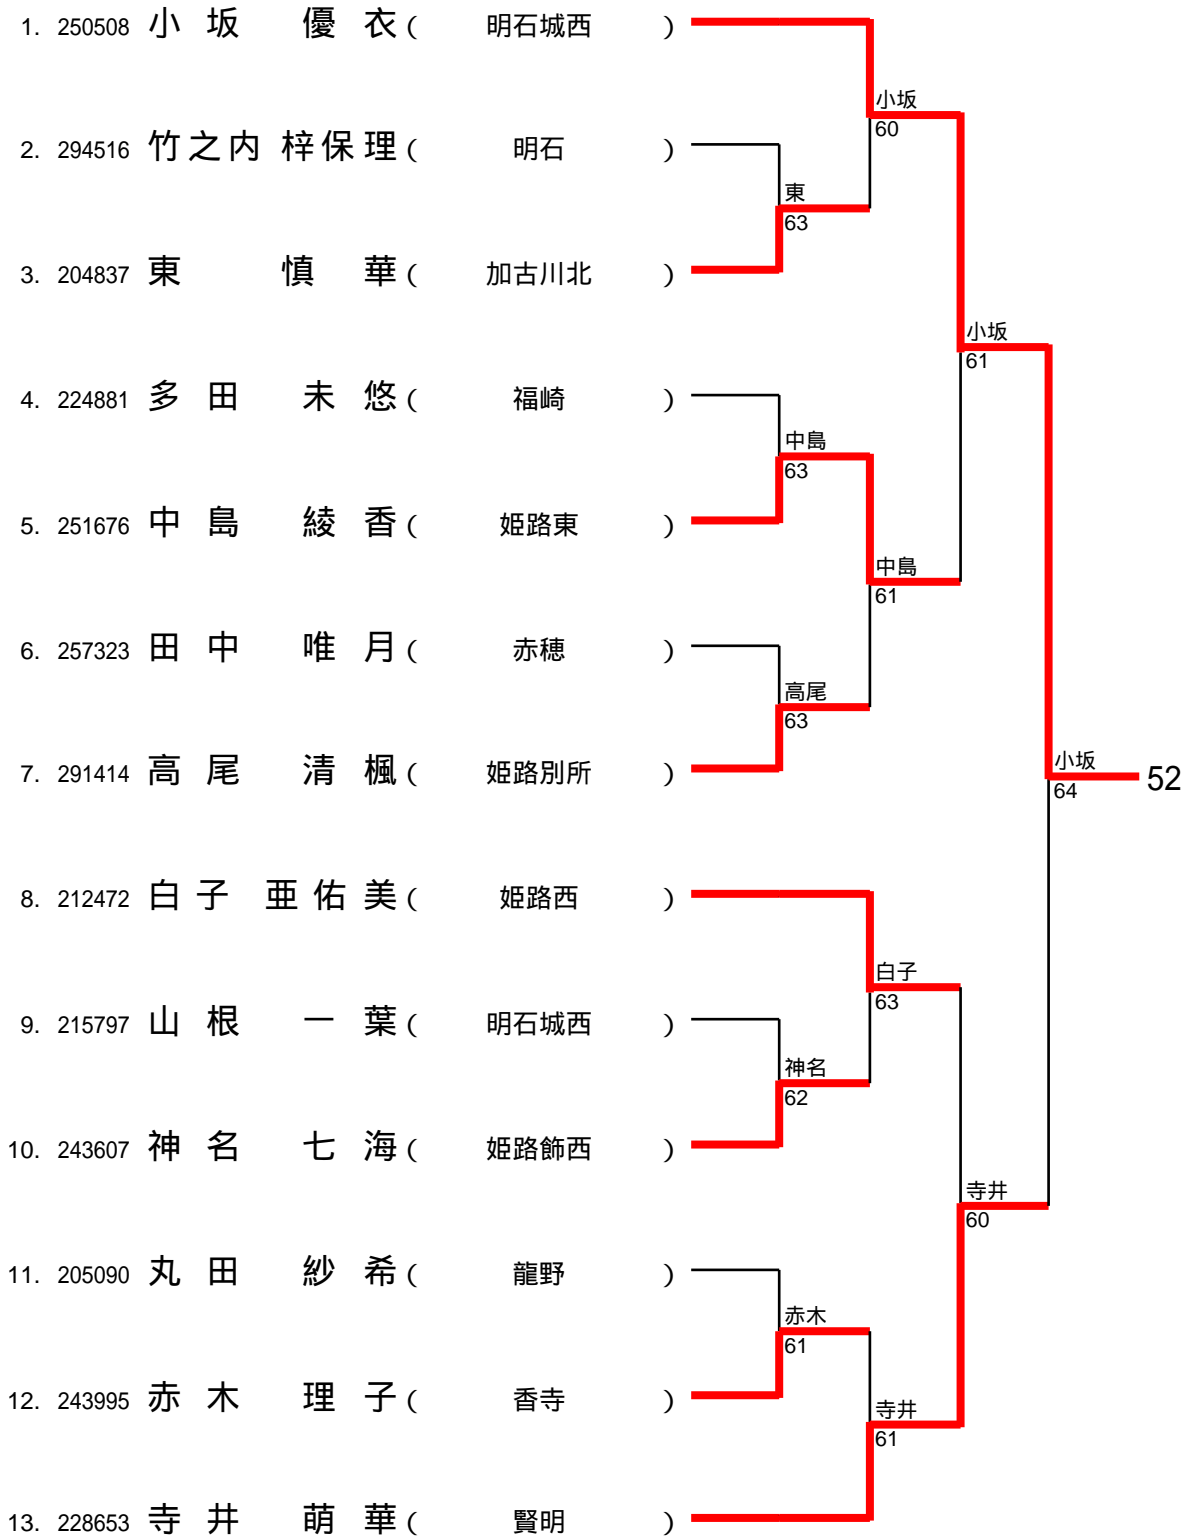 1. 250508 小坂 優衣 ( 明石城西 )
小坂
60
2. 294516 竹之内 梓保理 ( 明石 )
東
63
3. 204837 東 慎華 ( 加古川北 )
小坂
61
4. 224881 多田 未悠 ( 福崎 )
中島
63
5. 251676 中島 綾香 ( 姫路東 )
中島
61
6. 257323 田中 唯月 ( 赤穂 )
高尾
63
7. 291414 高尾 清楓 ( 姫路別所 )
小坂
64
52
8. 212472 白子 亜佑美 ( 姫路西 )
白子
63
9. 215797 山根 一葉 ( 明石城西 )
神名
62
10. 243607 神名 七海 ( 姫路飾西 )
寺井
60
11. 205090 丸田 紗希 ( 龍野 )
赤木
61
12. 243995 赤木 理子 ( 香寺 )
寺井
61
13. 228653 寺井 萌華 ( 賢明 )